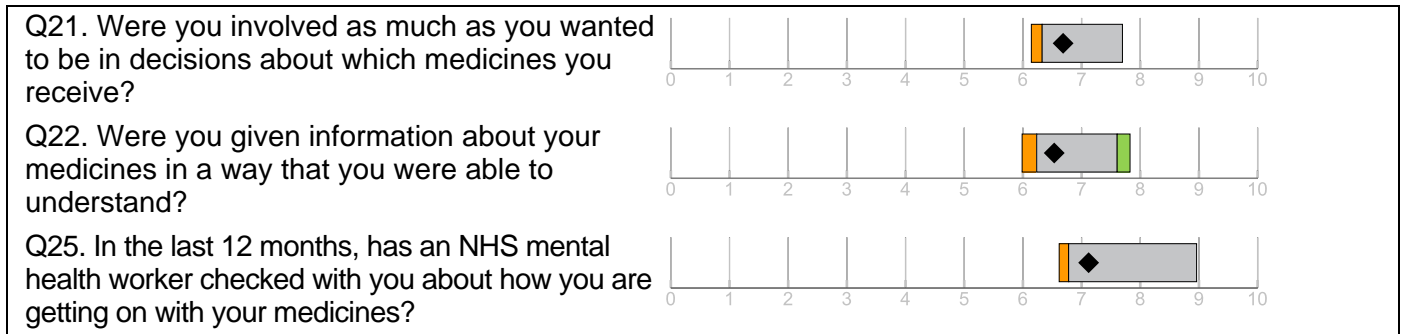 Q21. Were you involved as much as you wanted
to be in decisions about which medicines you
receive?
0 1 2 3 4 5 6 7 8 9 10
Q22. Were you given information about your
medicines in a way that you were able to
understand?
0 1 2 3 4 5 6 7 8 9 10
Q25. In the last 12 months, has an NHS mental
health worker checked with you about how you are
getting on with your medicines?
0 1 2 3 4 5 6 7 8 9 10